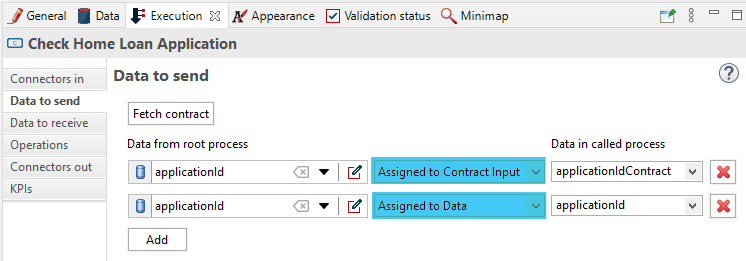 General Data Execution Appearance Validation status Minimap
Check Home Loan Application
Connectors in
Data to send
Data to receive
Operations
Connectors out
KPIs
Data to send
Fetch contract
Data from root process Data in called process
applicationId Assigned to Contract Input applicationIdContract
applicationId Assigned to Data applicationId
Add